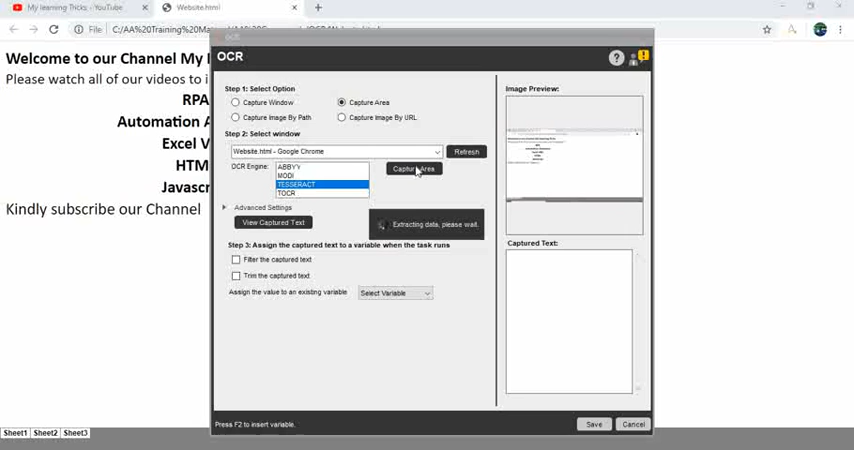 My learning Tricks - YouTube
Website.html
File
C:/AA%20Training%20Ma
OCR
OCR
Welcome to our Channel My
Please watch all of our videos to i
RPA
Automation A
Excel V
HTM
Javascr
Kindly subscribe our Channel
Step 1: Select Option
Capture Window
Capture Area
Capture Image By Path
Capture Image By URL
Step 2: Select window
Website.html - Google Chrome
Refresh
OCR Engine:
ABBYY
MODI
TESSERACT
TOCR
Capture Area
Advanced Settings
View Captured Text
Extracting data, please wait.
Step 3: Assign the captured text to a variable when the task runs
Filter the captured text
Trim the captured text
Assign the value to an existing variable
Select Variable
Image Preview:
Captured Text:
Press F2 to insert variable.
Save
Cancel
Sheet1 Sheet2 Sheet3